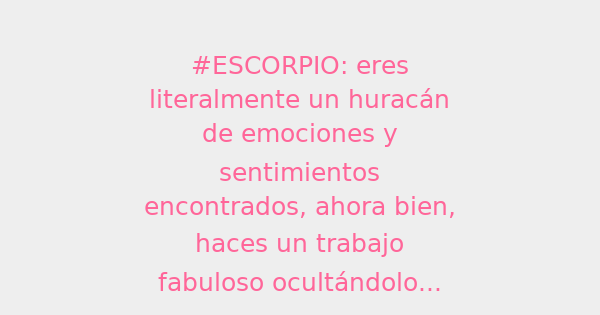 #ESCORPIO: eres
literalmente un huracán
de emociones y
sentimientos
encontrados, ahora bien,
haces un trabajo
fabuloso ocultándolo...